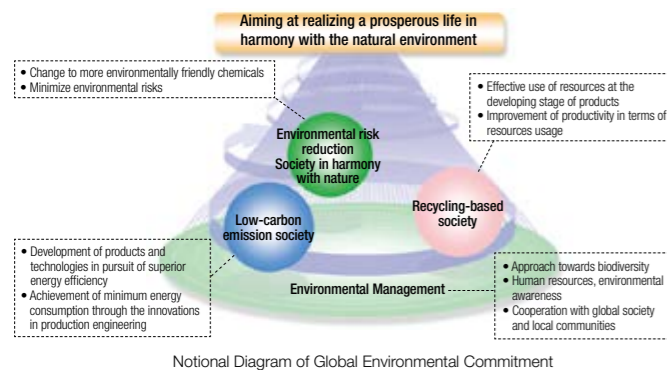 Aiming at realizing a prosperous life in
harmony with the natural environment
• Change to more environmentally friendly chemicals
• Minimize environmental risks
• Effective use of resources at the
developing stage of products
• Improvement of productivity in terms of
resources usage
Environmental risk
reduction
Society in harmony
with nature
Low-carbon
emission society
Recycling-based
society
• Development of products and
technologies in pursuit of superior
energy efficiency
• Achievement of minimum energy
consumption through the innovations
in production engineering
Environmental Management
• Approach towards biodiversity
• Human resources, environmental
awareness
• Cooperation with global society
and local communities
Notional Diagram of Global Environmental Commitment